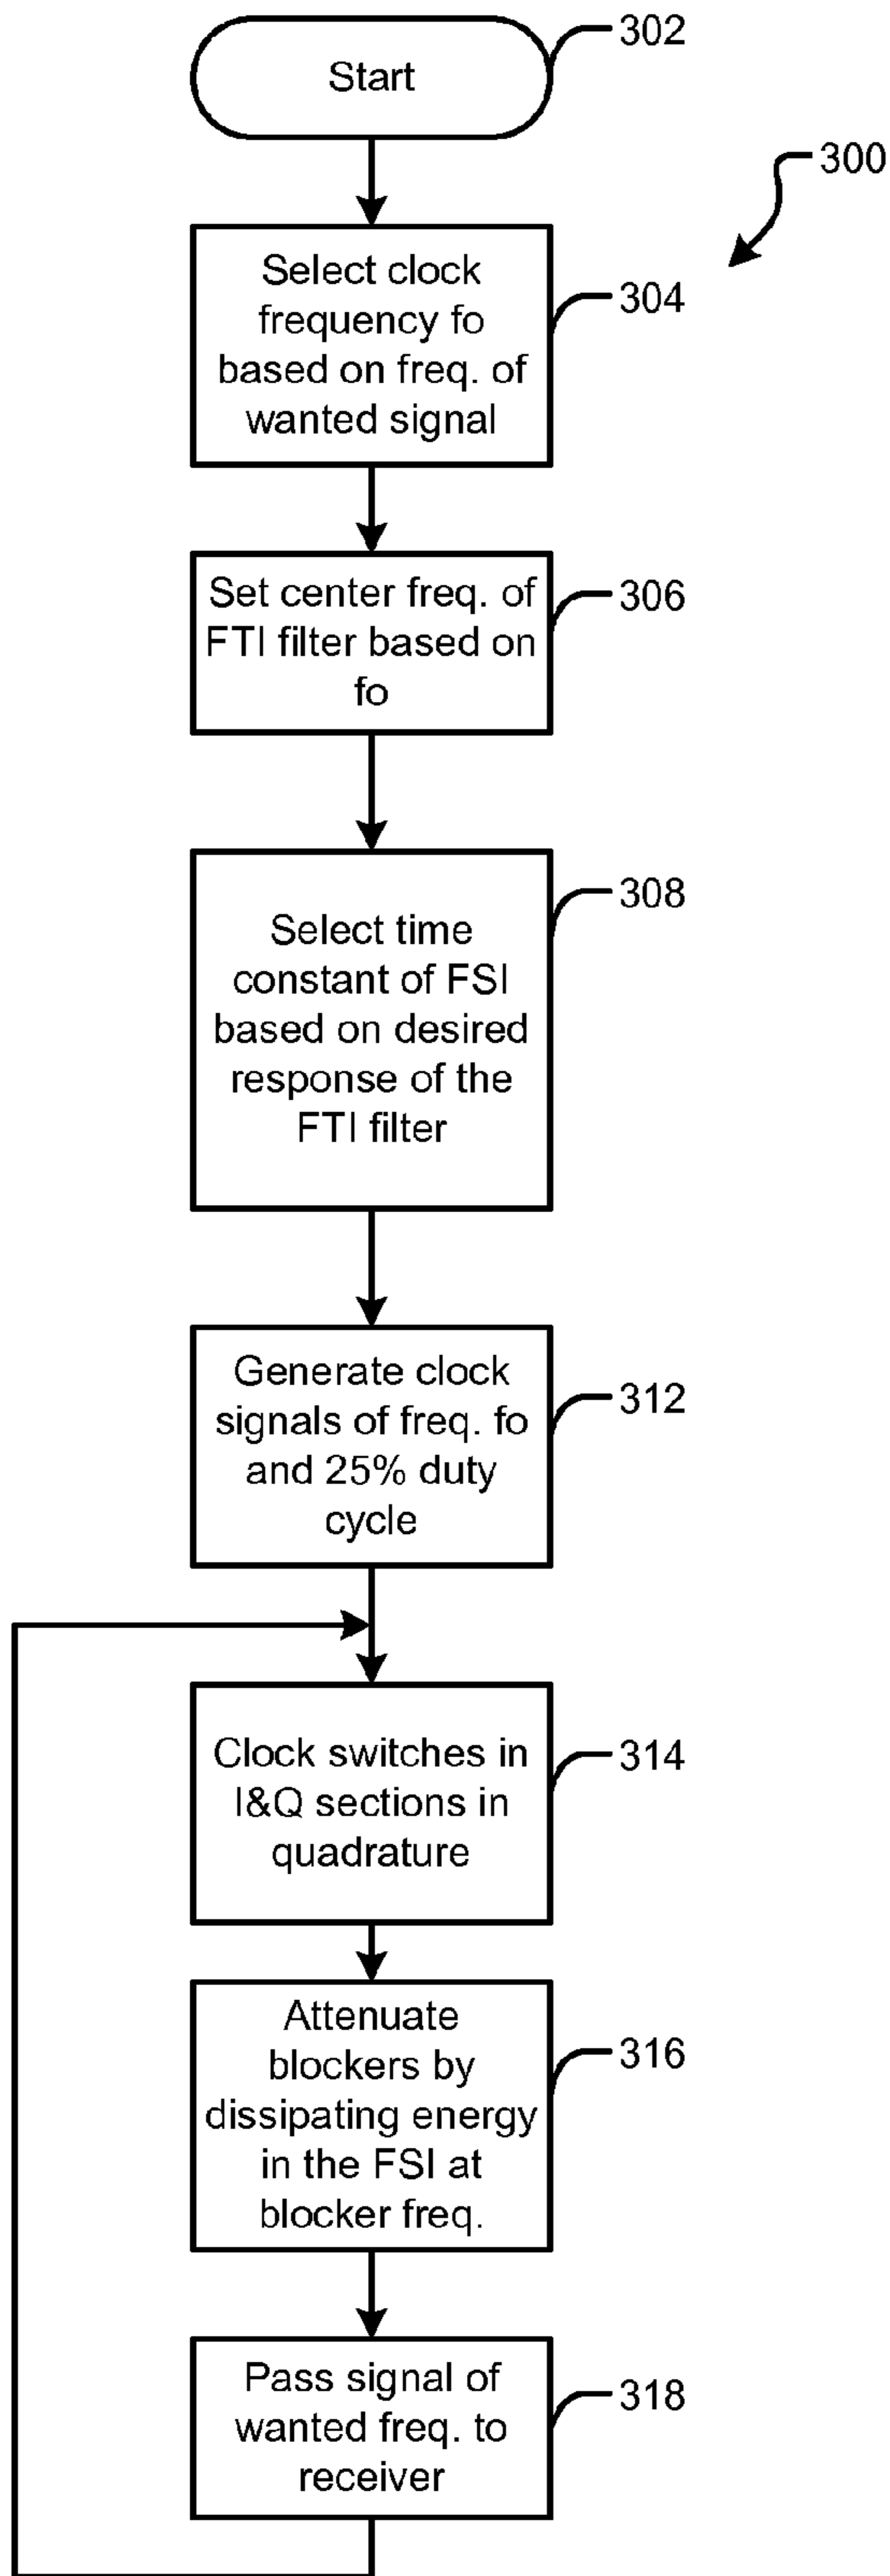 Start
302
300
Select clock
frequency fo
based on freq. of
wanted signal
304
Set center freq. of
FTI filter based on
fo
306
Select time
constant of FSI
based on desired
response of the
FTI filter
308
Generate clock
signals of freq. fo
and 25% duty
cycle
312
Clock switches in
I&Q sections in
quadrature
314
Attenuate
blockers by
dissipating energy
in the FSI at
blocker freq.
316
Pass signal of
wanted freq. to
receiver
318